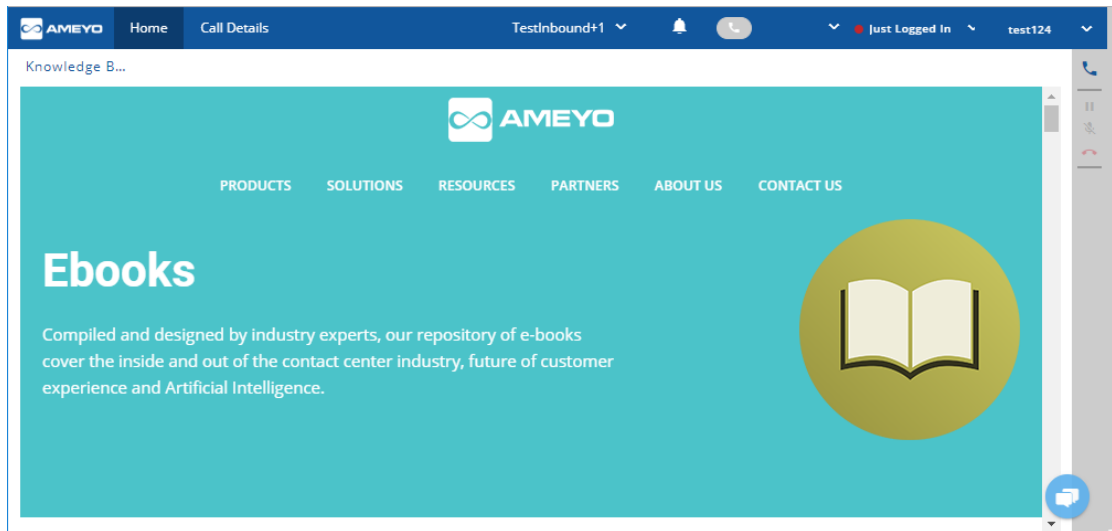 AMEYO Home Call Details TestInbound+1 Just Logged In test124
Knowledge B...
AMEYO
PRODUCTS SOLUTIONS RESOURCES PARTNERS ABOUT US CONTACT US
Ebooks
Compiled and designed by industry experts, our repository of e-books
cover the inside and out of the contact center industry, future of customer
experience and Artificial Intelligence.